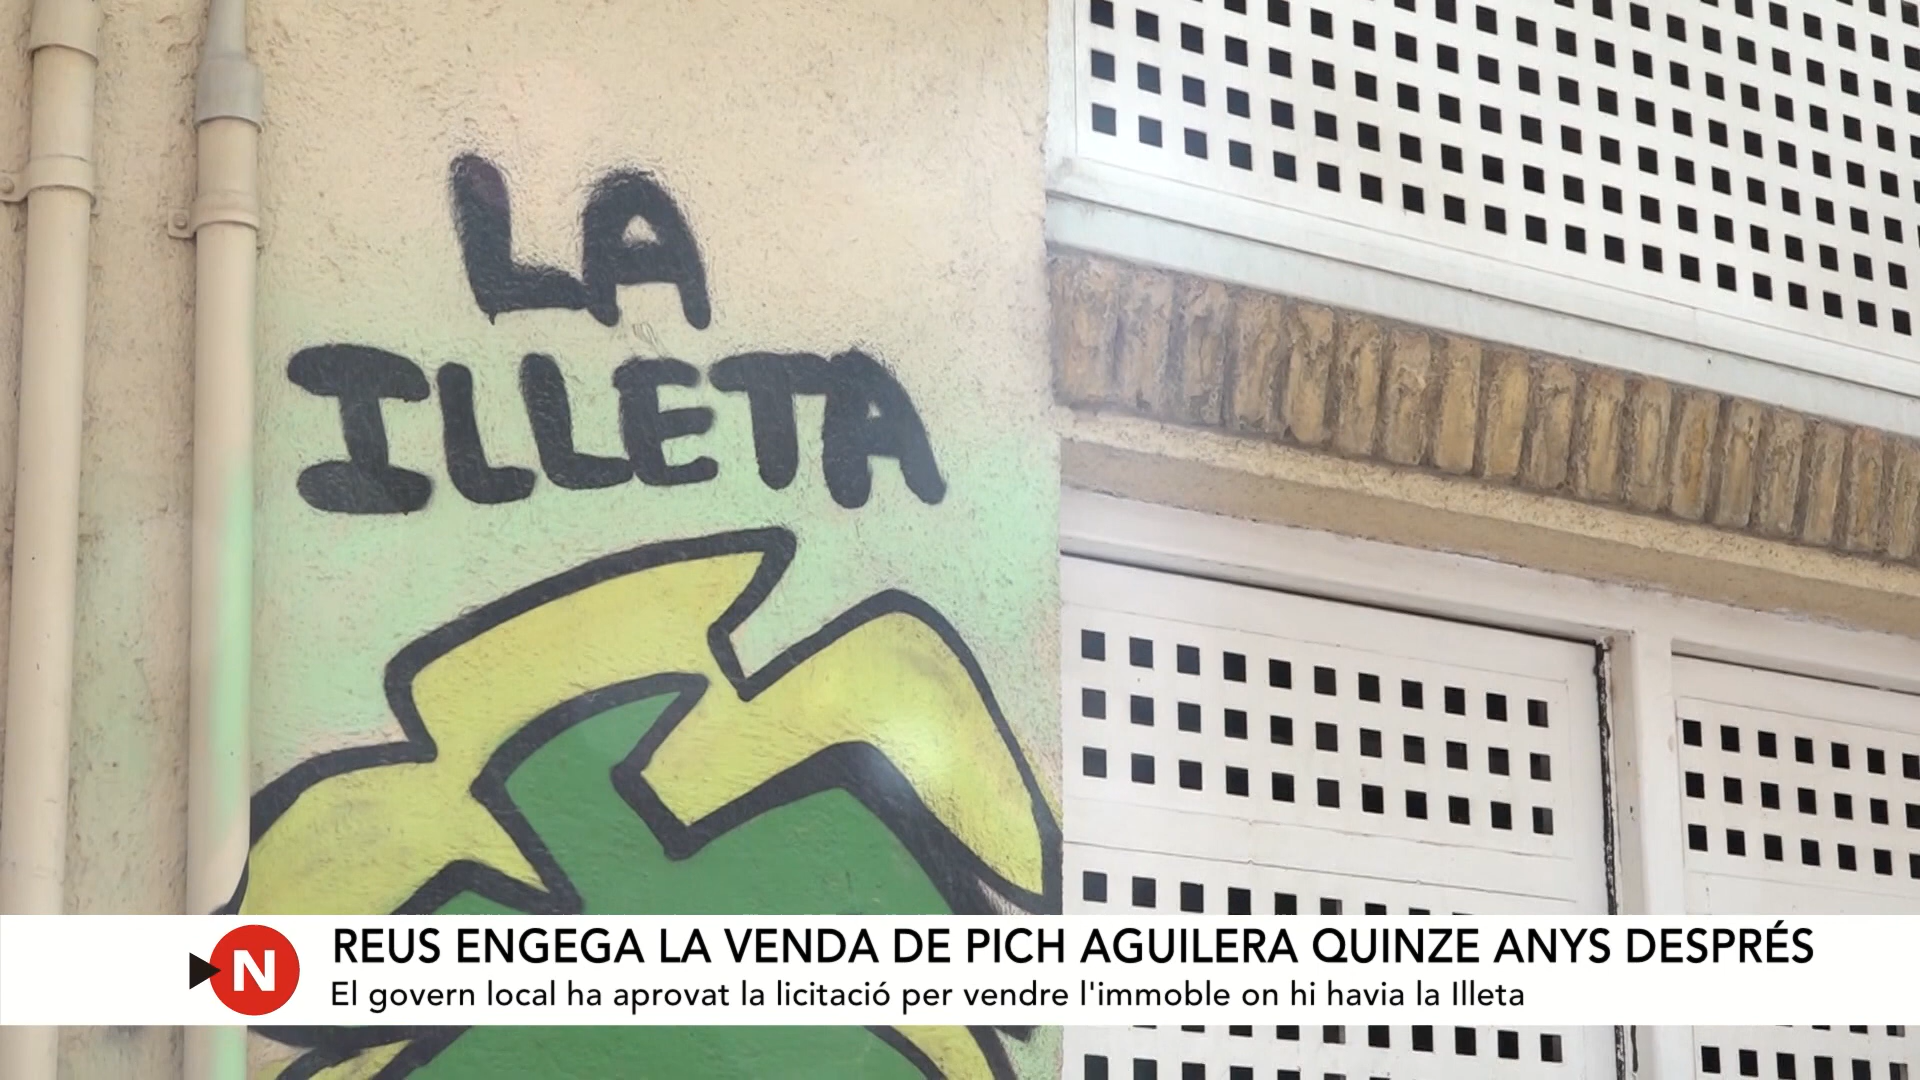 LA
ILLETA
N
REUS ENGEGA LA VENDA DE PICH AGUILERA QUINZE ANYS DESPRÉS
El govern local ha aprovat la licitació per vendre l'immoble on hi havia la Illeta